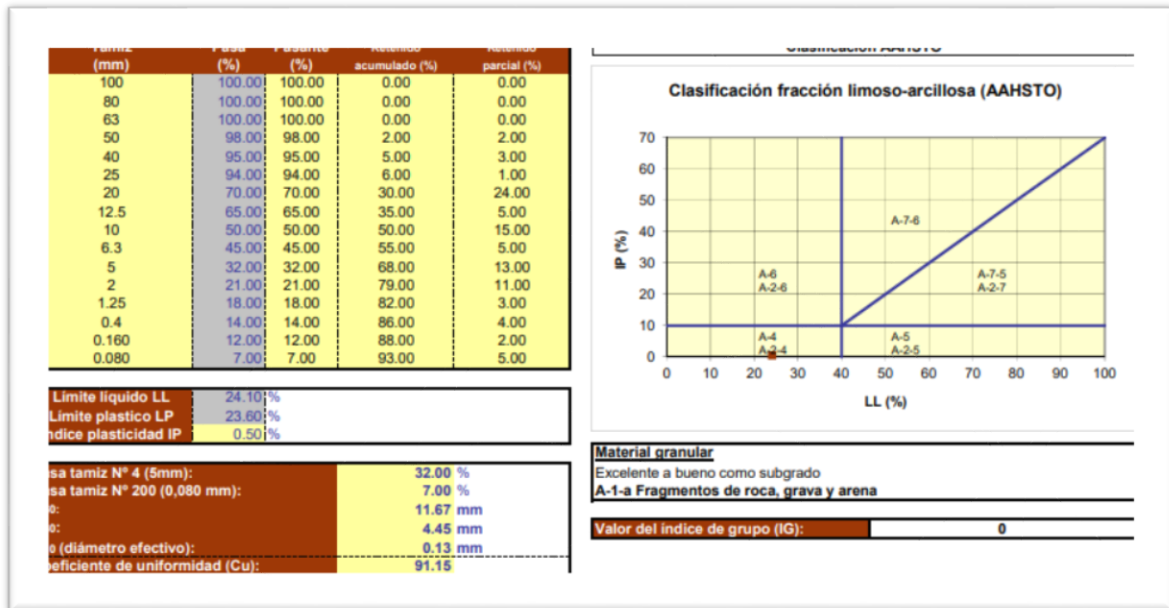 (mm) (%) (%) acumulado (%) parcial (%)
100 100.00 100.00 0.00 0.00
80 100.00 100.00 0.00 0.00
63 100.00 100.00 0.00 0.00
50 98.00 98.00 2.00 2.00
40 95.00 95.00 5.00 3.00
25 94.00 94.00 6.00 1.00
20 70.00 70.00 30.00 24.00
12.5 65.00 65.00 35.00 5.00
10 50.00 50.00 50.00 15.00
6.3 45.00 45.00 55.00 5.00
5 32.00 32.00 68.00 13.00
2 21.00 21.00 79.00 11.00
1.25 18.00 18.00 82.00 3.00
0.4 14.00 14.00 86.00 4.00
0.160 12.00 12.00 88.00 2.00
0.080 7.00 7.00 93.00 5.00
Límite líquido LL 24.10 %
Límite plastico LP 23.60 %
ndice plasticidad IP 0.50 %
sa tamiz Nº 4 (5mm): 32.00 %
sa tamiz Nº 200 (0,080 mm): 7.00 %
0: 11.67 mm
0: 4.45 mm
0 (diámetro efectivo): 0.13 mm
eficiente de uniformidad (Cu): 91.15
Clasificación fracción limoso-arcillosa (AAHSTO)
70
60
50
40
30
20
10
0
IP (%)
A-7-6
A-6
A-2-6
A-7-5
A-2-7
A-4
A-2-4
A-5
A-2-5
0 10 20 30 40 50 60 70 80 90 100
LL (%)
Material granular
Excelente a bueno como subgrado
A-1-a Fragmentos de roca, grava y arena
Valor del índice de grupo (IG): 0